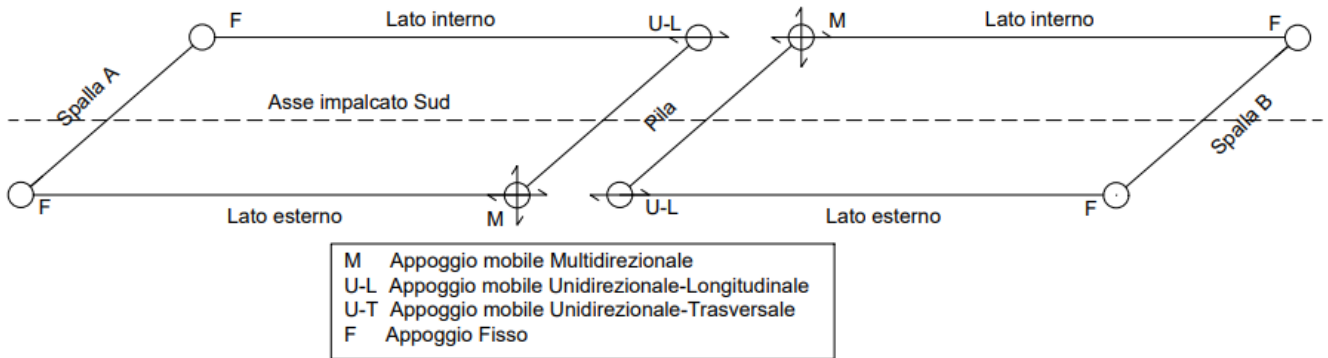 F Lato interno U-L M Lato interno F
Spalla A
Asse impalcato Sud
Pila
Spalla B
F Lato esterno M U-L Lato esterno F
M Appoggio mobile Multidirezionale
U-L Appoggio mobile Unidirezionale-Longitudinale
U-T Appoggio mobile Unidirezionale-Trasversale
F Appoggio Fisso